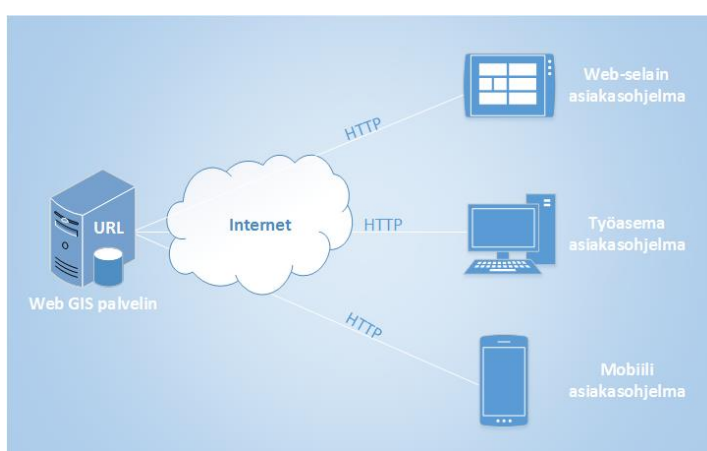 Web-selain
asiakasohjelma
HTTP
URL
Internet
HTTP
Työasema
asiakasohjelma
Web GIS palvelin
HTTP
Mobiili
asiakasohjelma